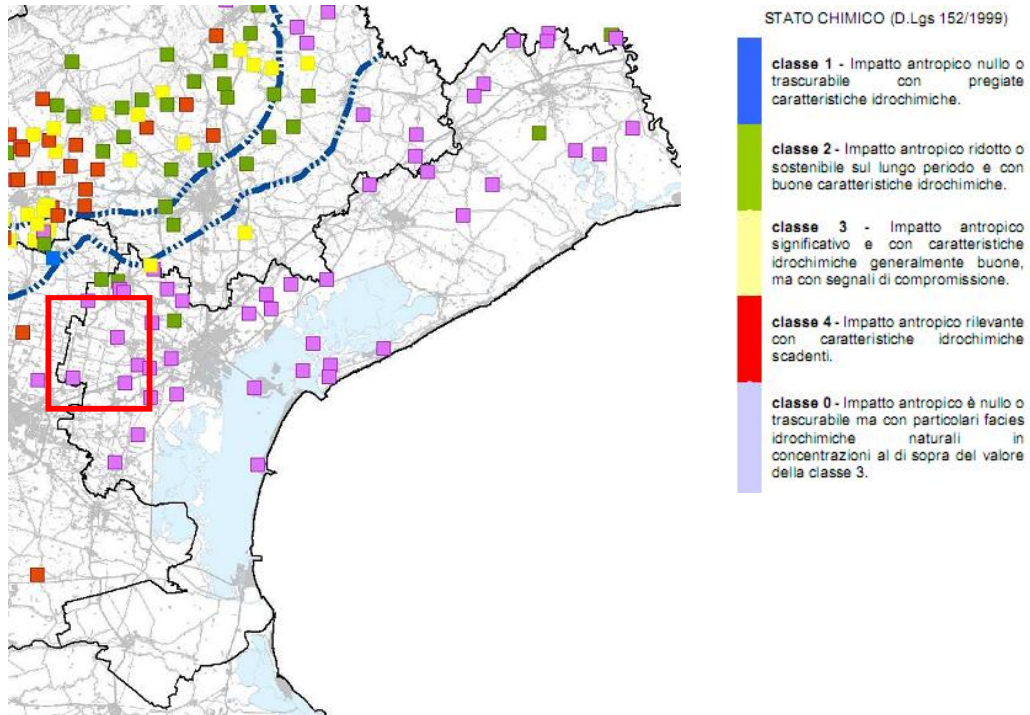 STATO CHIMICO (D.Lgs 152/1999)
classe 1 - Impatto antropico nullo o
trascurabile con pregiate
caratteristiche idrochimiche.
classe 2 - Impatto antropico ridotto o
sostenibile sul lungo periodo e con
buone caratteristiche idrochimiche.
classe 3 - Impatto antropico
significativo e con caratteristiche
idrochimiche generalmente buone,
ma con segnali di compromissione.
classe 4 - Impatto antropico rilevante
con caratteristiche idrochimiche
scadenti.
classe 0 - Impatto antropico è nullo o
trascurabile ma con particolari facies
idrochimiche naturali in
concentrazioni al di sopra del valore
della classe 3.